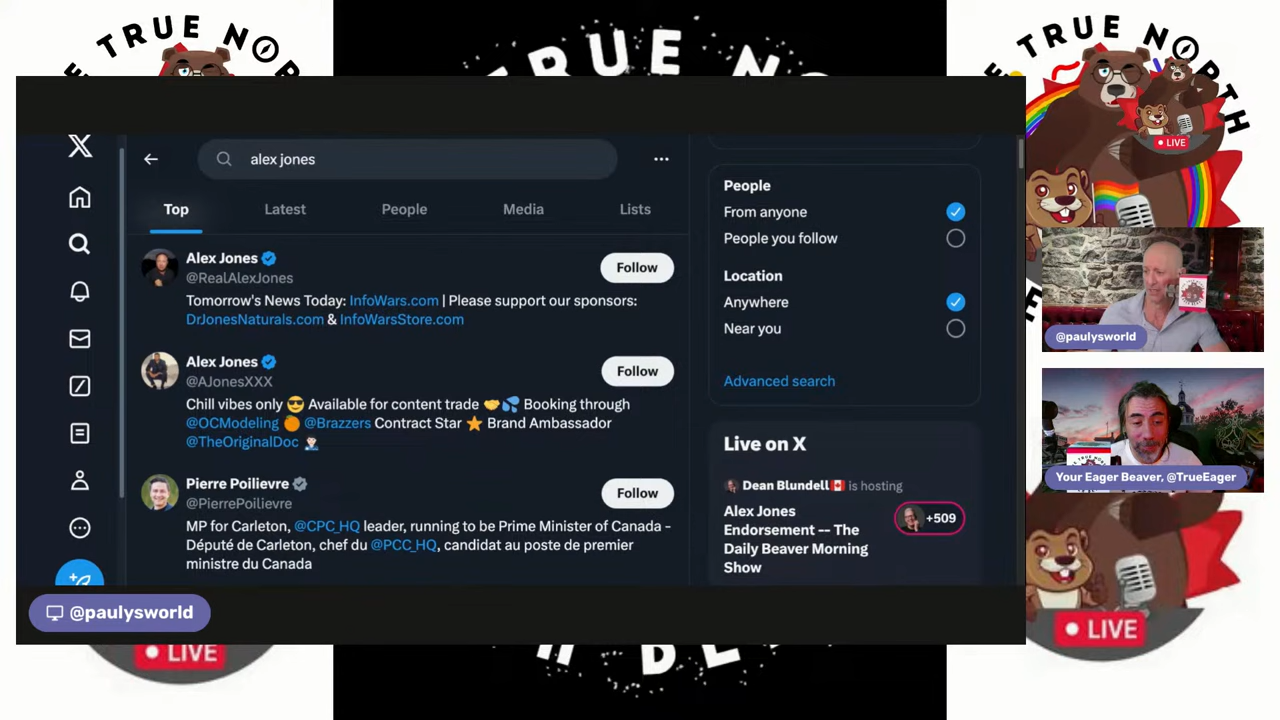 TRUE NO
TRUE N
E TRUE NORTH
LIVE
alex jones
Top
Latest
People
Media
Lists
Alex Jones
@RealAlexJones
Follow
Tomorrow's News Today: InfoWars.com | Please support our sponsors:
DrJonesNaturals.com & InfoWarsStore.com
Alex Jones
@AJonesXXX
Follow
Chill vibes only 😎 Available for content trade 🤝💦 Booking through
@OCModeling 🍊 @Brazzers Contract Star ⭐ Brand Ambassador
@TheOriginalDoc
Pierre Poilievre
@PierrePoilievre
Follow
MP for Carleton, @CPC_HQ leader, running to be Prime Minister of Canada -
Député de Carleton, chef du @PCC_HQ, candidat au poste de premier
ministre du Canada
People
From anyone
People you follow
Location
Anywhere
Near you
Advanced search
Live on X
Dean Blundell🇨🇦 is hosting
Alex Jones
Endorsement -- The
Daily Beaver Morning
Show
+509
@paulysworld
Your Eager Beaver, @TrueEager
@paulysworld
LIVE
LIVE